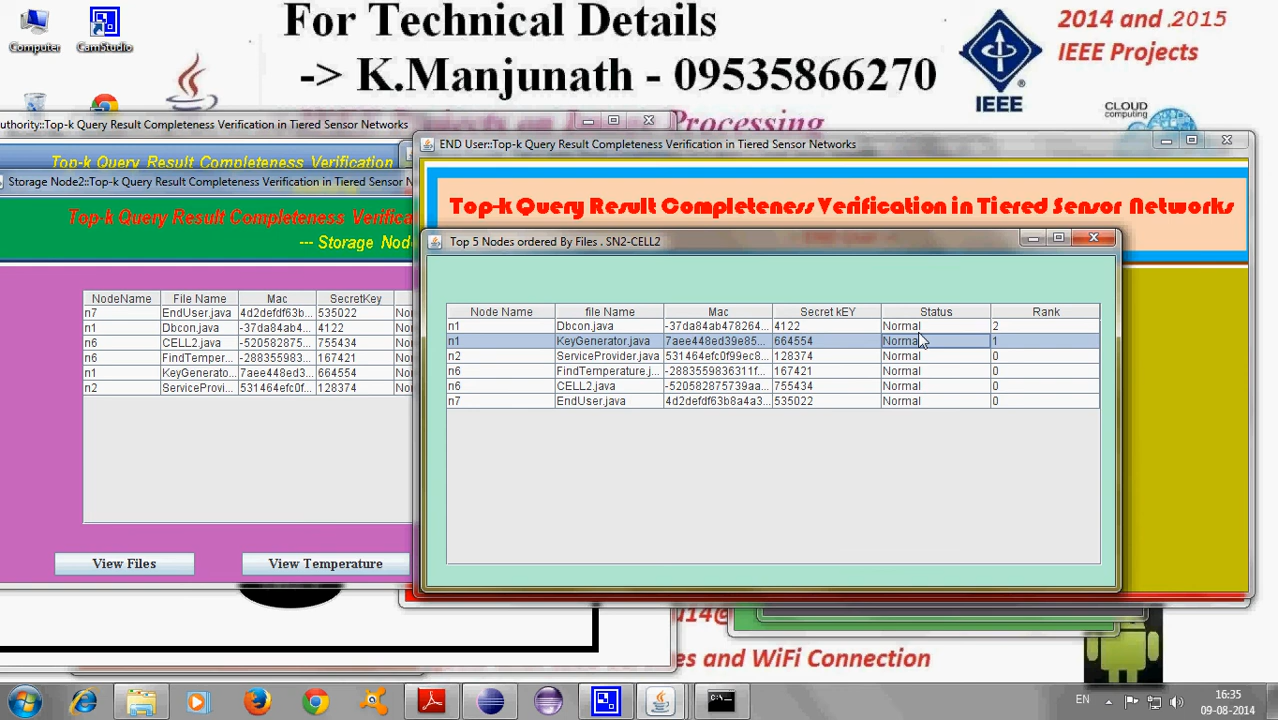 For Technical Details
-> K.Manjunath - 09535866270
2014 and .2015
IEEE Projects
IEEE
CLOUD
computing
Computer
CamStudio
Processing
uthority::Top-k Query Result Completeness Verification in Tiered Sensor Networks
Top-k Query Result Completeness Verification
Storage Node2::Top-k Query Result Completeness Verification in Tiered Sensor N
Top-k Query Result Completeness Verifica
--- Storage Nod
NodeName File Name Mac SecretKey
n7 EndUser.java 4d2defdf63b... 535022 Nor
n1 Dbcon.java -37da84ab4... 4122 Nor
n6 CELL2.java -520582875... 755434 Nor
n6 FindTemper... -288355983... 167421 Nor
n1 KeyGenerato... 7aee448ed3... 664554 Nor
n2 ServiceProvi... 531464efc0f... 128374 Nor
View Files
View Temperature
END User::Top-k Query Result Completeness Verification in Tiered Sensor Networks
Top-k Query Result Completeness Verification in Tiered Sensor Networks
Top 5 Nodes ordered By Files . SN2-CELL2
Node Name file Name Mac Secret kEY Status Rank
n1 Dbcon.java -37da84ab478264... 4122 Normal 2
n1 KeyGenerator.java 7aee448ed39e85... 664554 Normal 1
n2 ServiceProvider.java 531464efc0f99ec8... 128374 Normal 0
n6 FindTemperature.j... -2883559836311f... 167421 Normal 0
n6 CELL2.java -520582875739aa... 755434 Normal 0
n7 EndUser.java 4d2defdf63b8a4a3... 535022 Normal 0
u14@
es and WiFi Connection
EN
16:35
09-08-2014